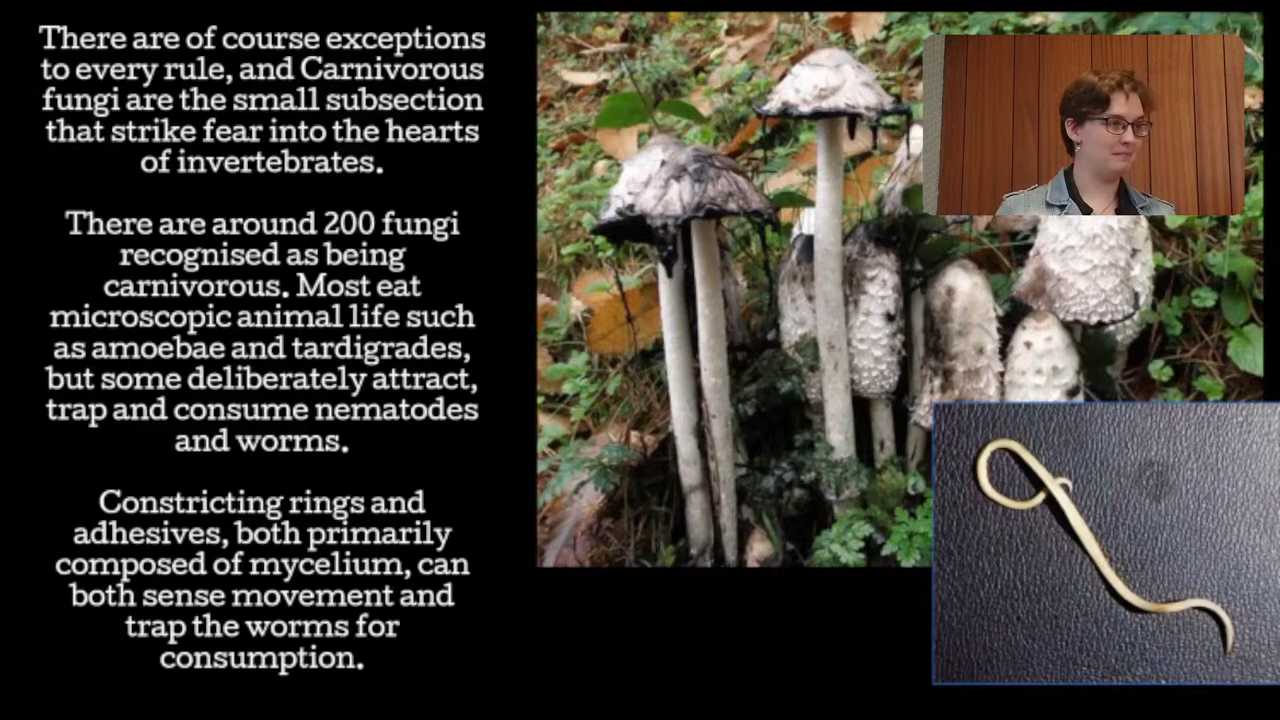 There are of course exceptions
to every rule, and Carnivorous
fungi are the small subsection
that strike fear into the hearts
of invertebrates.
There are around 200 fungi
recognised as being
carnivorous. Most eat
microscopic animal life such
as amoebae and tardigrades,
but some deliberately attract,
trap and consume nematodes
and worms.
Constricting rings and
adhesives, both primarily
composed of mycelium, can
both sense movement and
trap the worms for
consumption.